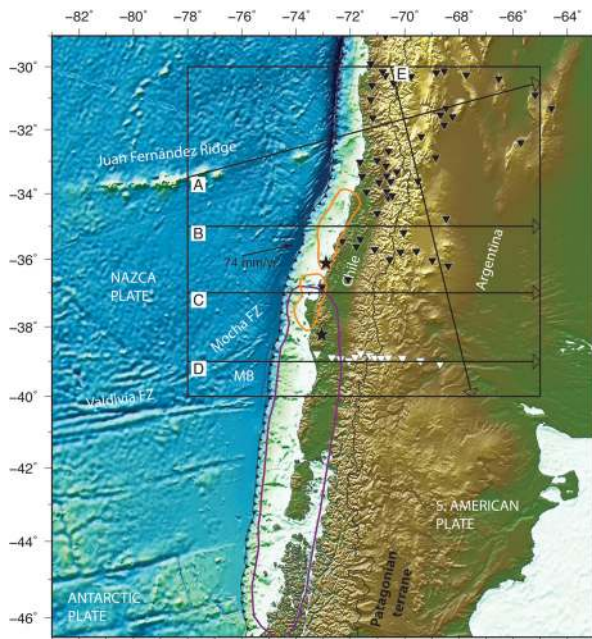 −82° −80° −78° −76° −74° −72° −70° −68° −66° −64°
−30°
E
−32°
Juan Fernández Ridge
−34°
A
B
−36°
74 mm/yr
Chile
Argentina
NAZCA
PLATE
C
−38°
Mocha FZ
D
MB
−40°
Valdivia FZ
−42°
S. AMERICAN
PLATE
−44°
Patagonian
terrane
ANTARCTIC
PLATE
−46°